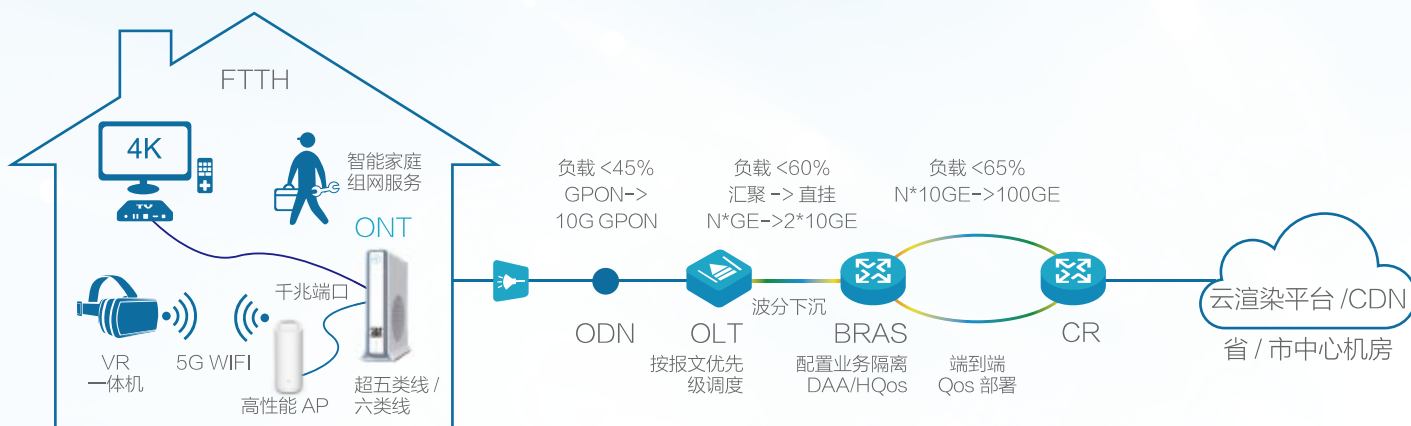 FTTH
4K
TV
智能家庭
组网服务
ONT
千兆端口
VR
一体机
5G WIFI
高性能 AP
超五类线 /
六类线
负载 <45%
GPON->
10G GPON
负载 <60%
汇聚 -> 直挂
N*GE->2*10GE
负载 <65%
N*10GE->100GE
ODN
OLT
波分下沉
BRAS
CR
按报文优先
级调度
配置业务隔离
DAA/HQos
端到端
Qos 部署
云渲染平台 /CDN
省 / 市中心机房